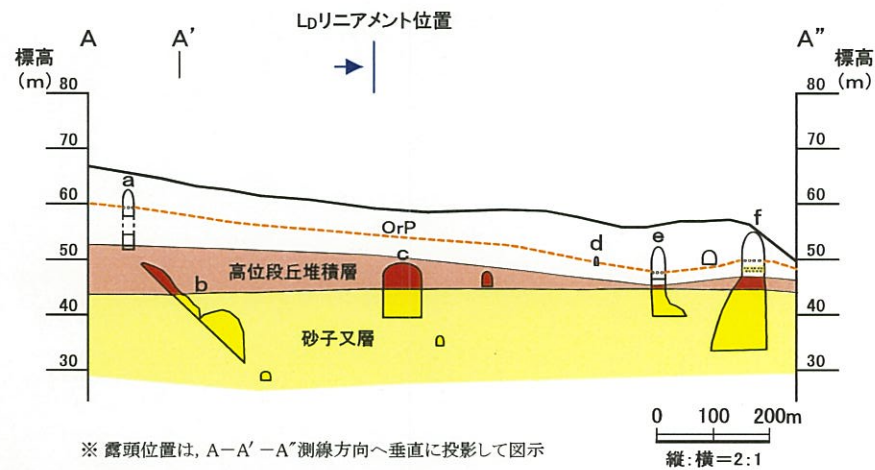 LDリニアメント位置
A
A'
A"
標高
(m)
標高
(m)
80
70
60
50
40
30
80
70
60
50
40
30
a
OrP
b
c
d
e
f
高位段丘堆積層
砂子又層
0 100 200m
縦:横=2:1
※ 露頭位置は, A-A'-A"測線方向へ垂直に投影して図示